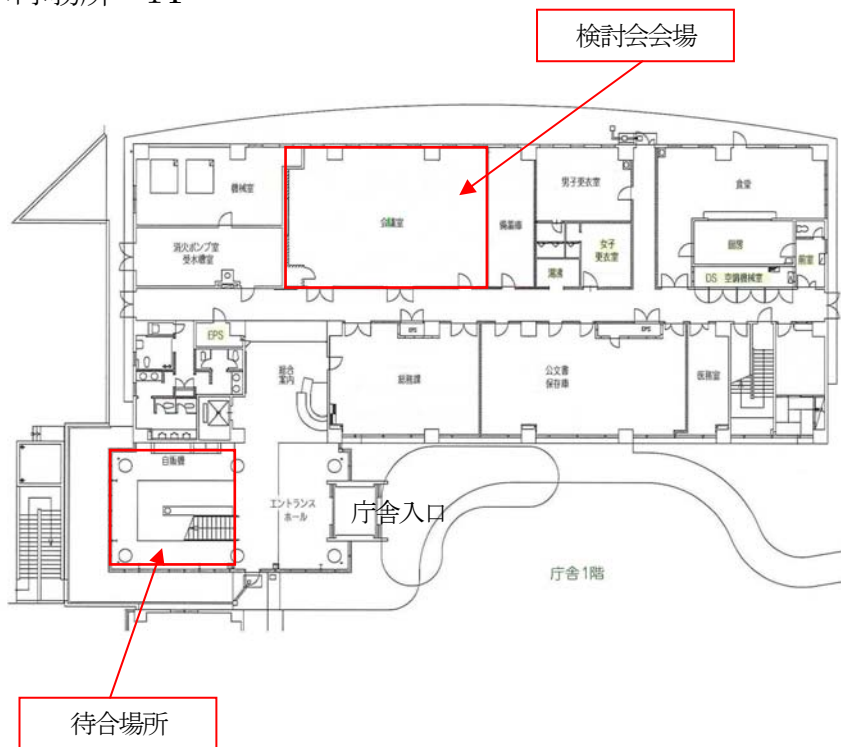 検討会会場
機械室
会議室
備蓄庫
男子更衣室
食堂
消火ポンプ室
受水槽室
女子
更衣室
湯沸
厨房
前室
DS 空調機械室
EPS
EPS
EPS
総合
案内
総務課
公文書
保存庫
医務室
自販機
エントランス
ホール
庁舎入口
庁舎1階
待合場所